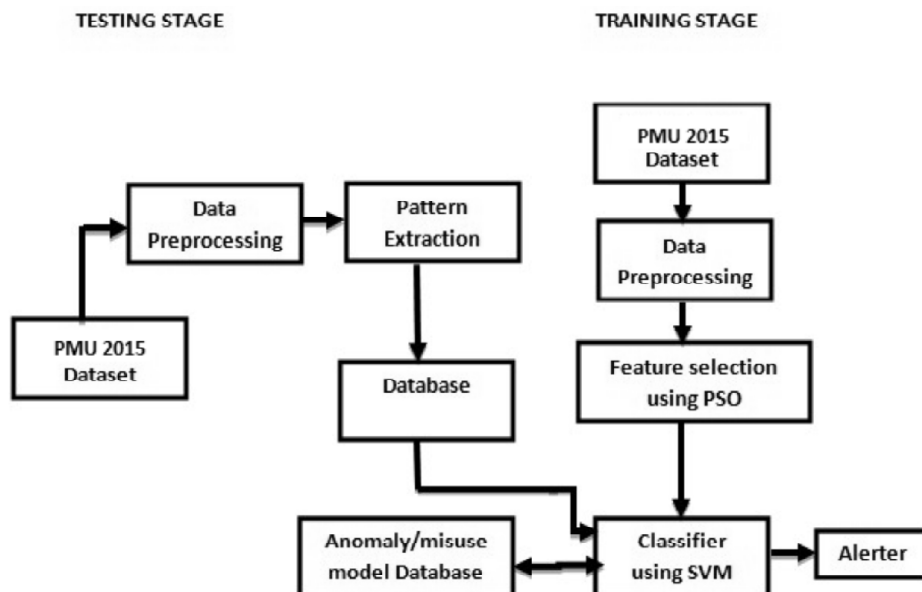 TESTING STAGE
TRAINING STAGE
PMU 2015
Dataset
Data
Preprocessing
Pattern
Extraction
Data
Preprocessing
PMU 2015
Dataset
Feature selection
using PSO
Database
Anomaly/misuse
model Database
Classifier
using SVM
Alerter